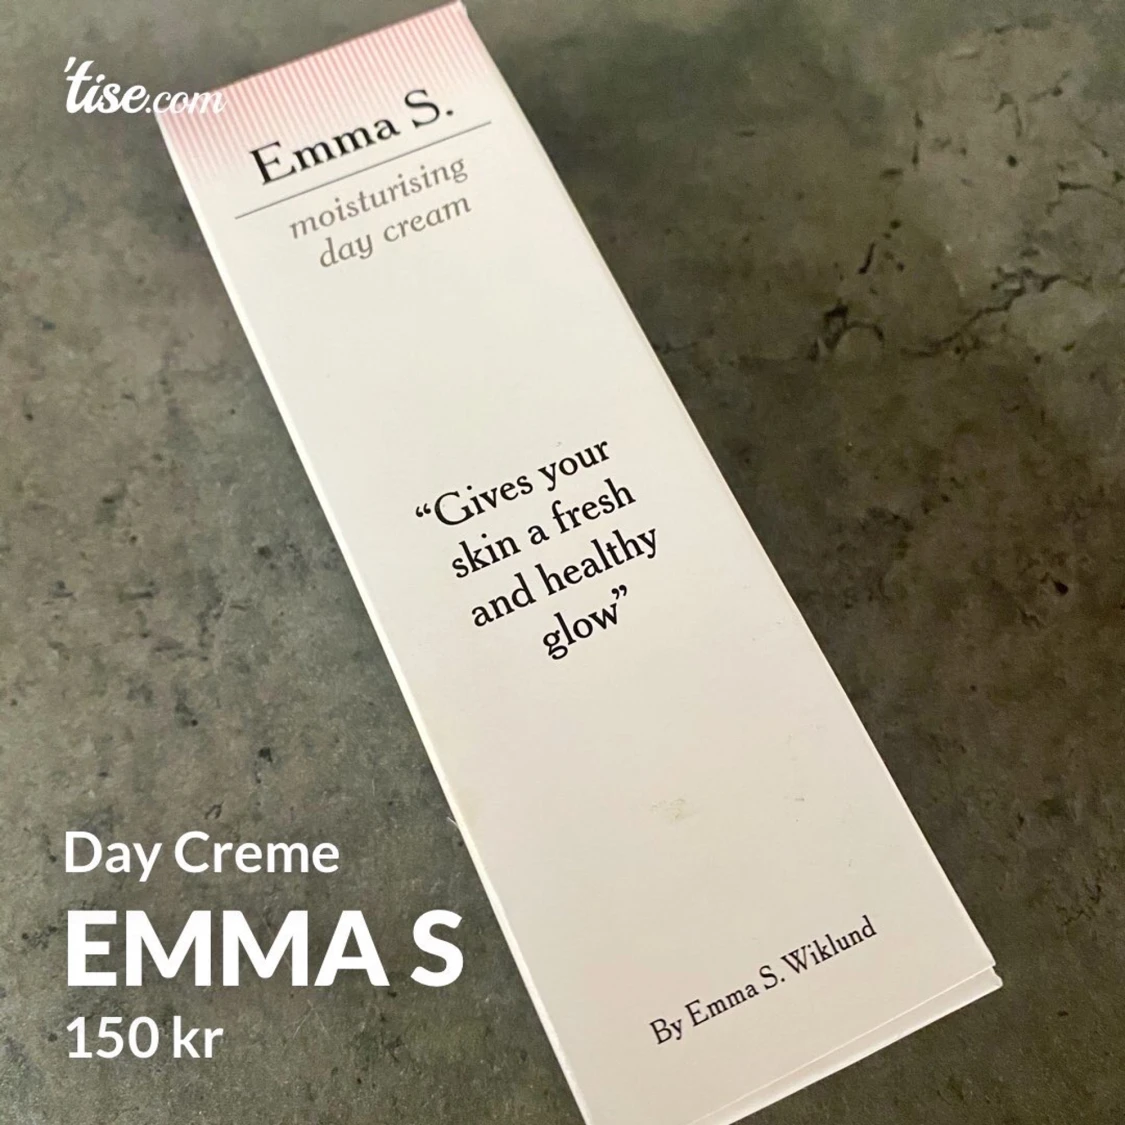 'tise.com
Emma S.
moisturising
day cream
“Gives your
skin a fresh
and healthy
glow”
By Emma S. Wiklund
Day Creme
EMMA S
150 kr